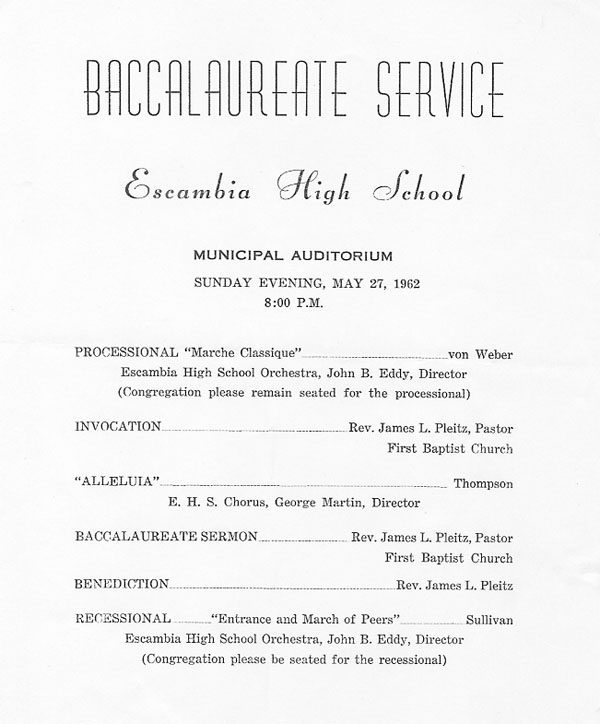 BACCALAUREATE SERVICE
Escambia High School
MUNICIPAL AUDITORIUM
SUNDAY EVENING, MAY 27, 1962
8:00 P.M.
PROCESSIONAL “Marche Classique” von Weber
Escambia High School Orchestra, John B. Eddy, Director
(Congregation please remain seated for the processional)
INVOCATION Rev. James L. Pleitz, Pastor
First Baptist Church
“ALLELUIA” Thompson
E. H. S. Chorus, George Martin, Director
BACCALAUREATE SERMON Rev. James L. Pleitz, Pastor
First Baptist Church
BENEDICTION Rev. James L. Pleitz
RECESSIONAL “Entrance and March of Peers” Sullivan
Escambia High School Orchestra, John B. Eddy, Director
(Congregation please be seated for the recessional)